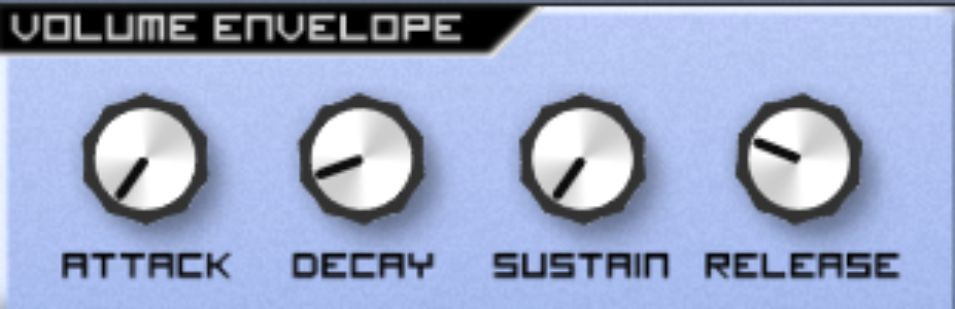 VOLUME ENVELOPE
ATTACK DECAY SUSTAIN RELEASE